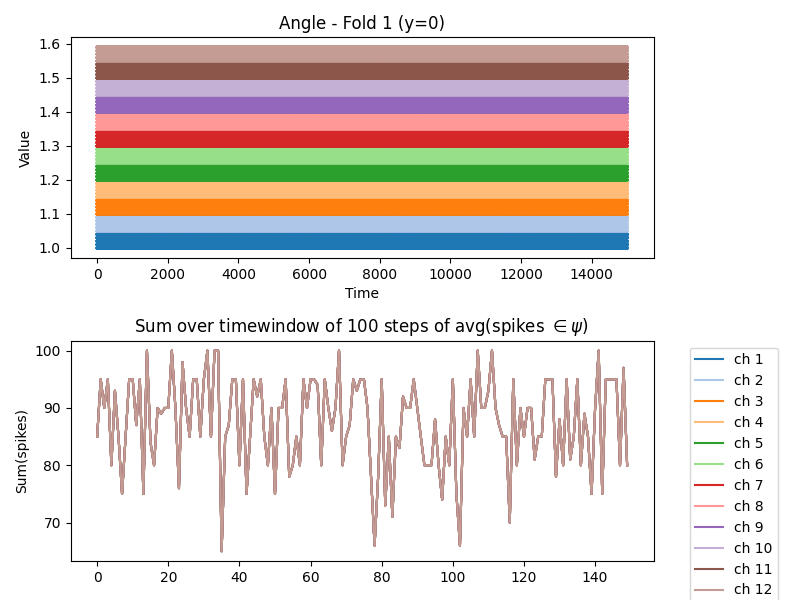 Angle - Fold 1 (y=0)
1.6
1.5
1.4
1.3
1.2
1.1
1.0
Value
0 2000 4000 6000 8000 10000 12000 14000
Time
Sum over timewindow of 100 steps of avg(spikes ∈ ψ)
100
90
80
70
Sum(spikes)
0 20 40 60 80 100 120 140
ch 1
ch 2
ch 3
ch 4
ch 5
ch 6
ch 7
ch 8
ch 9
ch 10
ch 11
ch 12